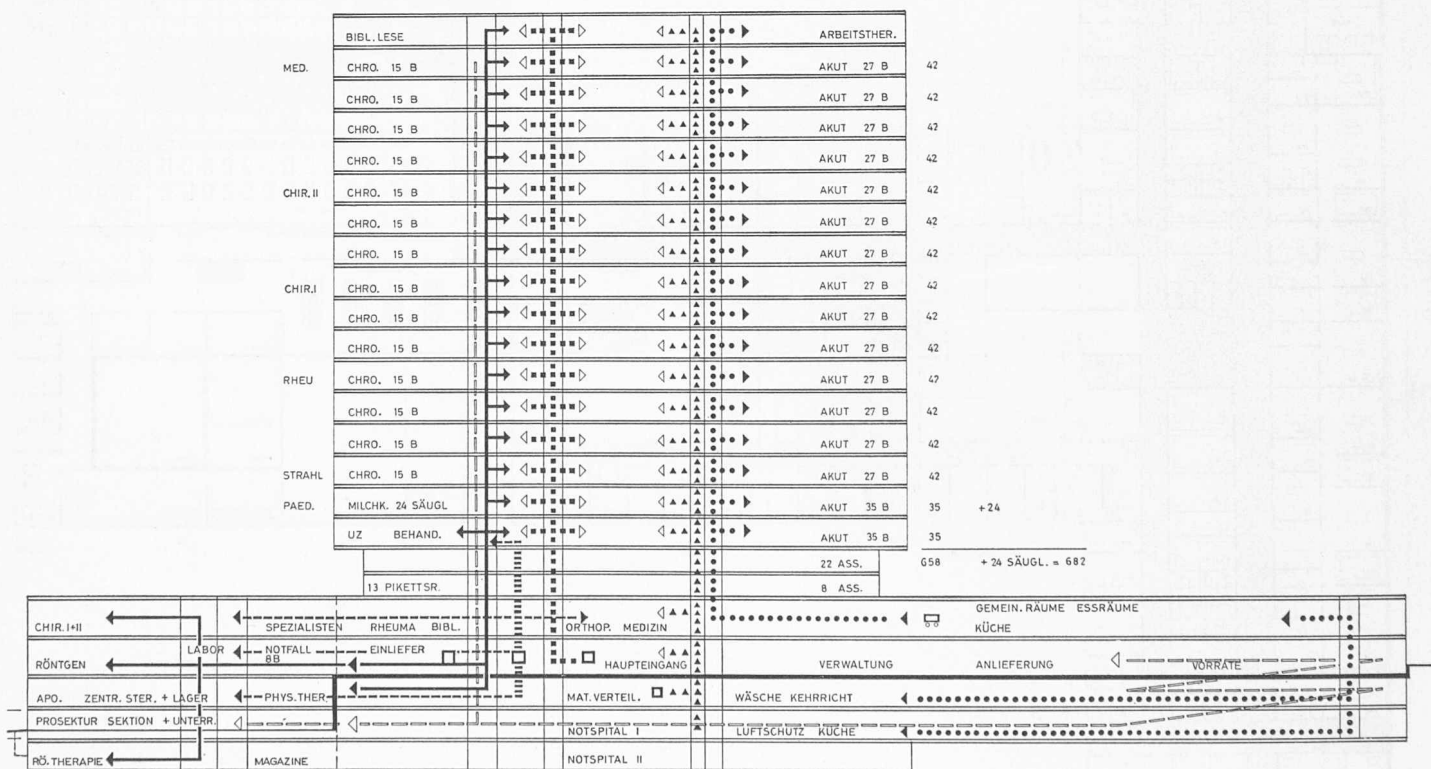 BIBL. LESE ARBEITSTHER.
MED. CHRO. 15 B AKUT 27 B 42
CHRO. 15 B AKUT 27 B 42
CHRO. 15 B AKUT 27 B 42
CHRO. 15 B AKUT 27 B 42
CHIR. II CHRO. 15 B AKUT 27 B 42
CHRO. 15 B AKUT 27 B 42
CHRO. 15 B AKUT 27 B 42
CHIR. I CHRO. 15 B AKUT 27 B 42
CHRO. 15 B AKUT 27 B 42
CHRO. 15 B AKUT 27 B 42
RHEU CHRO. 15 B AKUT 27 B 47
CHRO. 15 B AKUT 27 B 42
CHRO. 15 B AKUT 27 B 42
STRAHL CHRO. 15 B AKUT 27 B 42
PAED. MILCHK. 24 SÄUGL AKUT 35 B 35 +24
UZ BEHAND. AKUT 35 B 35
22 ASS. 658 + 24 SÄUGL. = 682
13 PIKETTSR. 8 ASS.
GEMEIN. RÄUME ESSRÄUME
CHIR. I+II SPEZIALISTEN RHEUMA BIBL. ORTHOP. MEDIZIN KÜCHE
LABOR NOTFALL EINLIEFER
8B
RÖNTGEN HAUPTEINGANG VERWALTUNG ANLIEFERUNG VORRÄTE
APO. ZENTR. STER. + LAGER PHYS. THER. MAT. VERTEIL. WÄSCHE KEHRRICHT
PROSEKTUR SEKTION + UNTERR.
NOTSPITAL I LUFTSCHUTZ KÜCHE
RÖ. THERAPIE MAGAZINE NOTSPITAL II